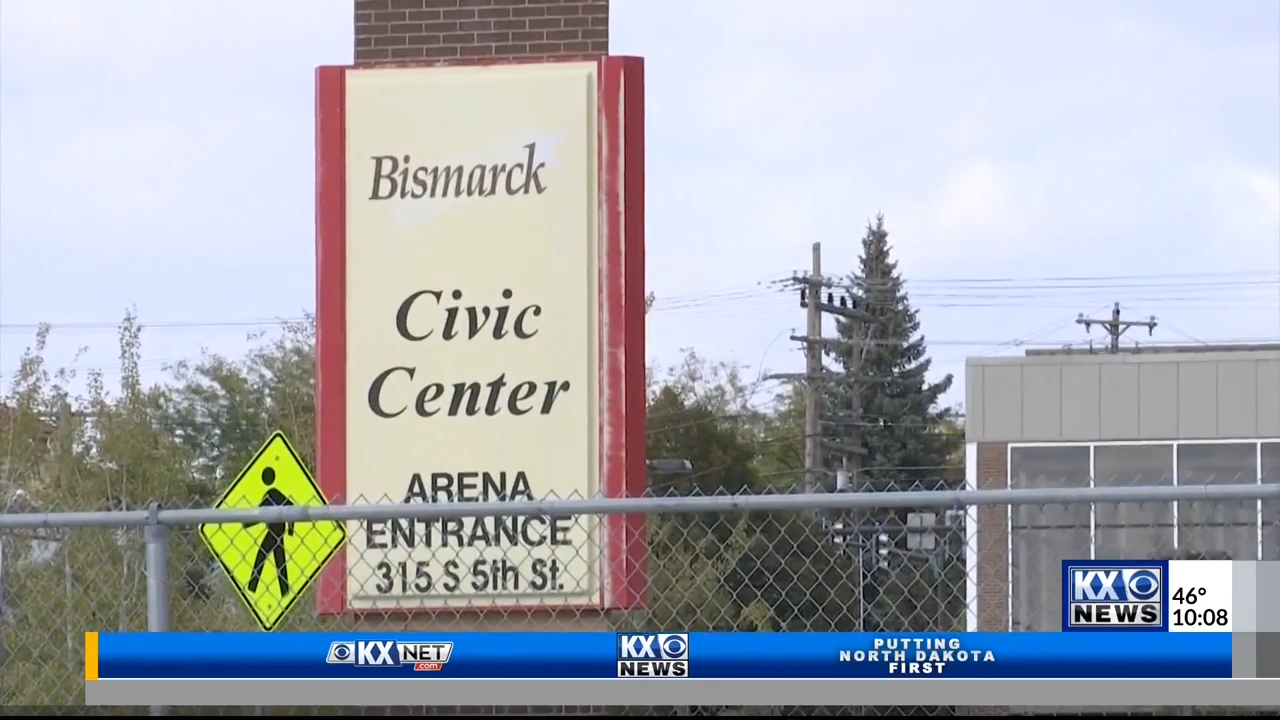 Bismarck
Civic
Center
ARENA
ENTRANCE
315 S 5th St.
KX
NEWS
46°
10:08
KX NET
.com
KX
NEWS
PUTTING
NORTH DAKOTA
FIRST